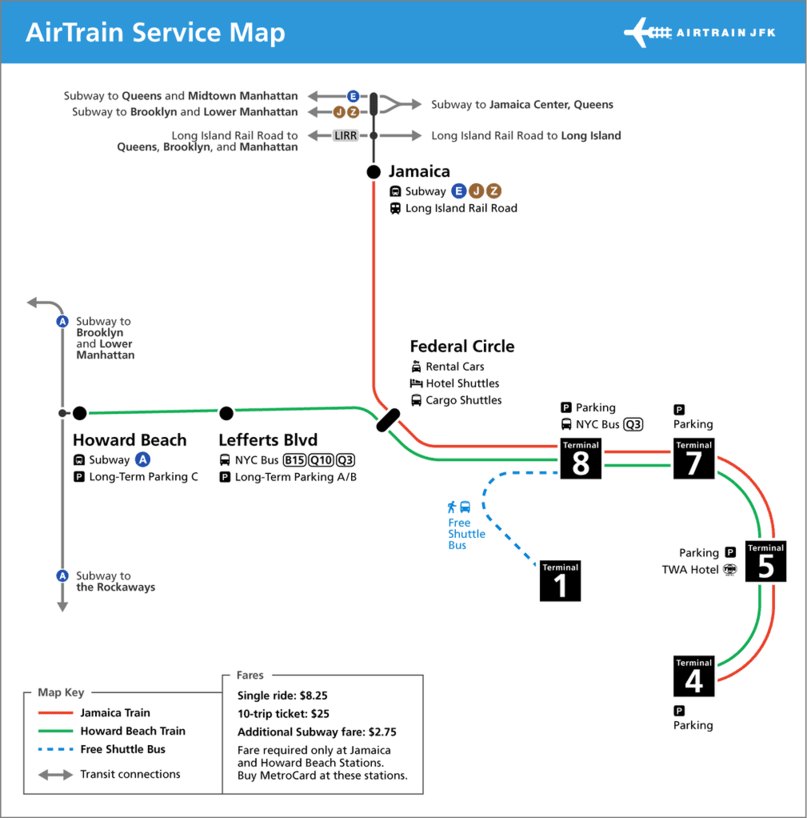 AirTrain Service Map
AIRTRAIN JFK
Subway to Queens and Midtown Manhattan
E
Subway to Brooklyn and Lower Manhattan
J Z
Subway to Jamaica Center, Queens
Long Island Rail Road to
Queens, Brooklyn, and Manhattan
LIRR
Long Island Rail Road to Long Island
Jamaica
Subway E J Z
Long Island Rail Road
A
Subway to
Brooklyn
and Lower
Manhattan
Federal Circle
Rental Cars
Hotel Shuttles
Cargo Shuttles
Howard Beach
Subway A
P Long-Term Parking C
Lefferts Blvd
NYC Bus B15 Q10 Q3
P Long-Term Parking A/B
P Parking
NYC Bus Q3
Terminal
8
P
Parking
Terminal
7
Free
Shuttle
Bus
Terminal
1
Parking P
TWA Hotel TWA
Terminal
5
A
Subway to
the Rockaways
Terminal
4
P
Parking
Map Key
Jamaica Train
Howard Beach Train
Free Shuttle Bus
Transit connections
Fares
Single ride: $8.25
10-trip ticket: $25
Additional Subway fare: $2.75
Fare required only at Jamaica
and Howard Beach Stations.
Buy MetroCard at these stations.